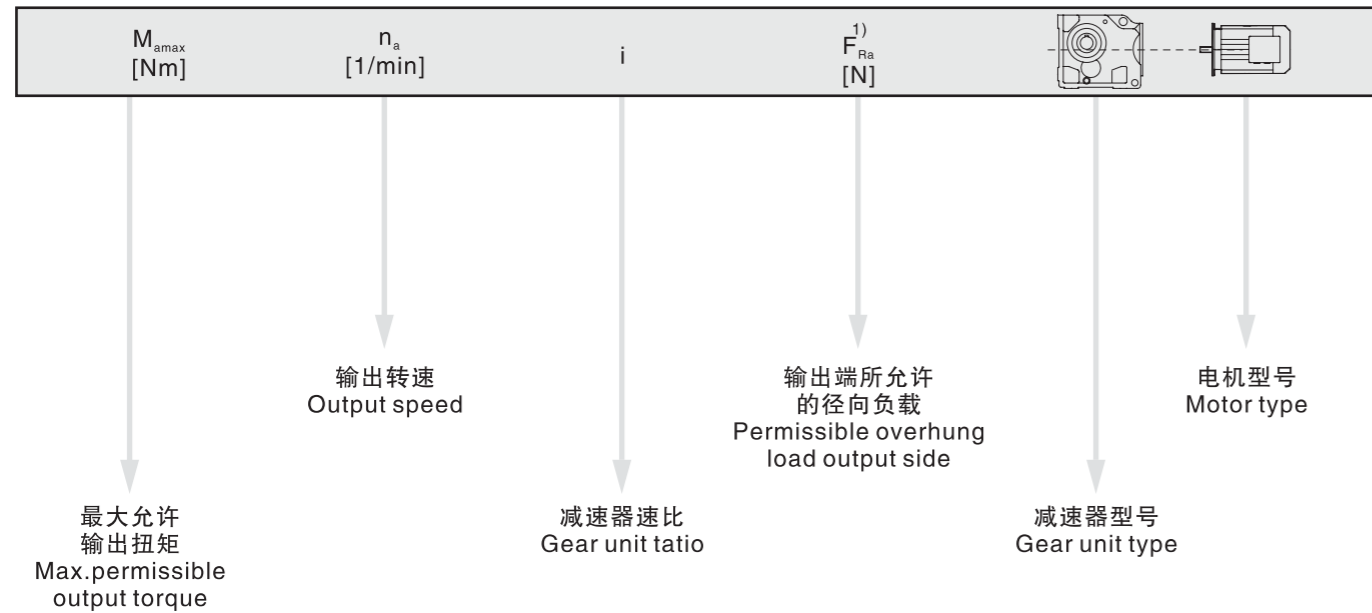 Mamax
[Nm]
na
[1/min]
i
1)
FRa
[N]
输出转速
Output speed
输出端所允许
的径向负载
Permissible overhung
load output side
电机型号
Motor type
最大允许
输出扭矩
Max.permissible
output torque
减速器速比
Gear unit tatio
减速器型号
Gear unit type